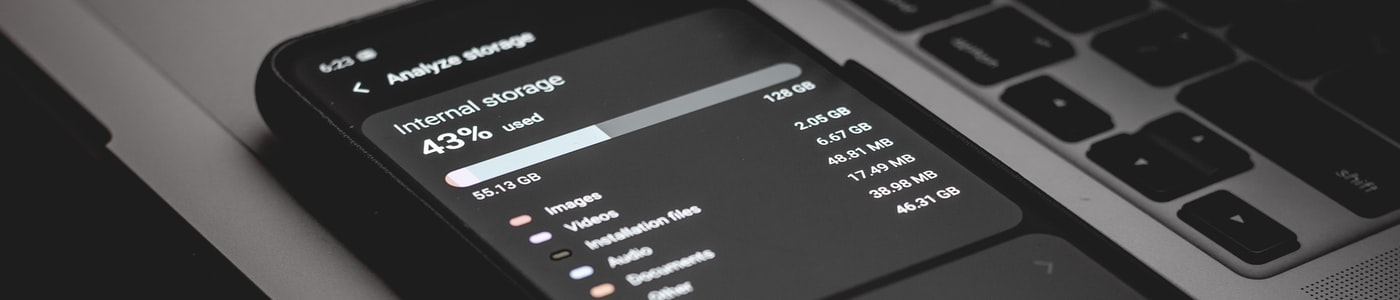 6:23
< Analyze storage
Internal storage
43% used
55.13 GB 128 GB
Images 2.05 GB
Videos 6.67 GB
Installation files 48.81 MB
Audio 17.49 MB
Documents 38.98 MB
Other 46.31 GB
shift